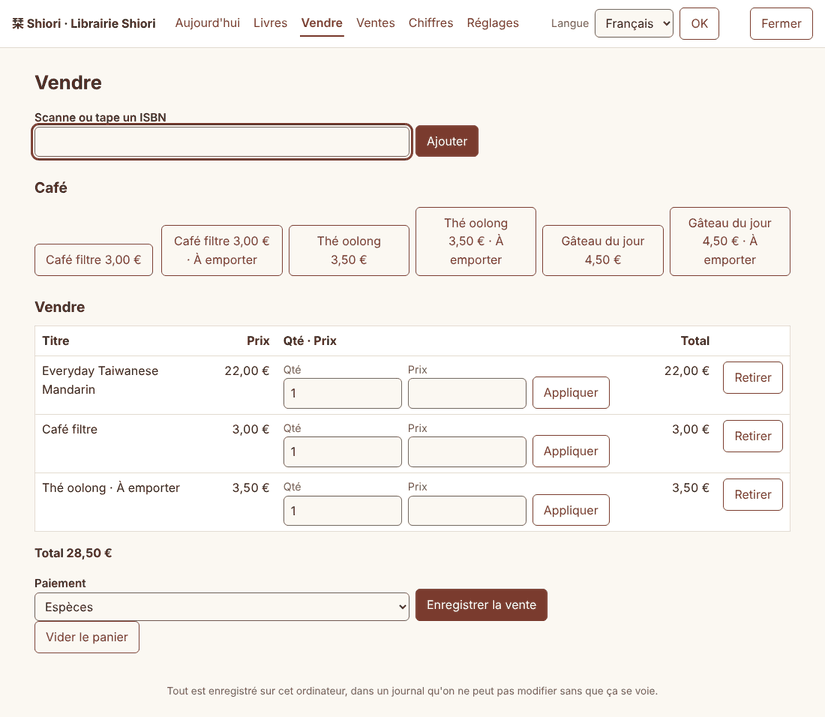 栞 Shiori · Librairie Shiori Aujourd'hui Livres Vendre Ventes Chiffres Réglages Langue Français OK Fermer
Vendre
Scanne ou tape un ISBN
Ajouter
Café
Café filtre 3,00 €
Café filtre 3,00 €
· À emporter
Thé oolong
3,50 €
Thé oolong
3,50 € · À
emporter
Gâteau du jour
4,50 €
Gâteau du jour
4,50 € · À
emporter
Vendre
Titre Prix Qté · Prix Total
Everyday Taiwanese
Mandarin
22,00 € Qté Prix 22,00 € Retirer
1 Appliquer
Café filtre 3,00 € Qté Prix 3,00 € Retirer
1 Appliquer
Thé oolong · À emporter 3,50 € Qté Prix 3,50 € Retirer
1 Appliquer
Total 28,50 €
Paiement
Espèces Enregistrer la vente
Vider le panier
Tout est enregistré sur cet ordinateur, dans un journal qu'on ne peut pas modifier sans que ça se voie.